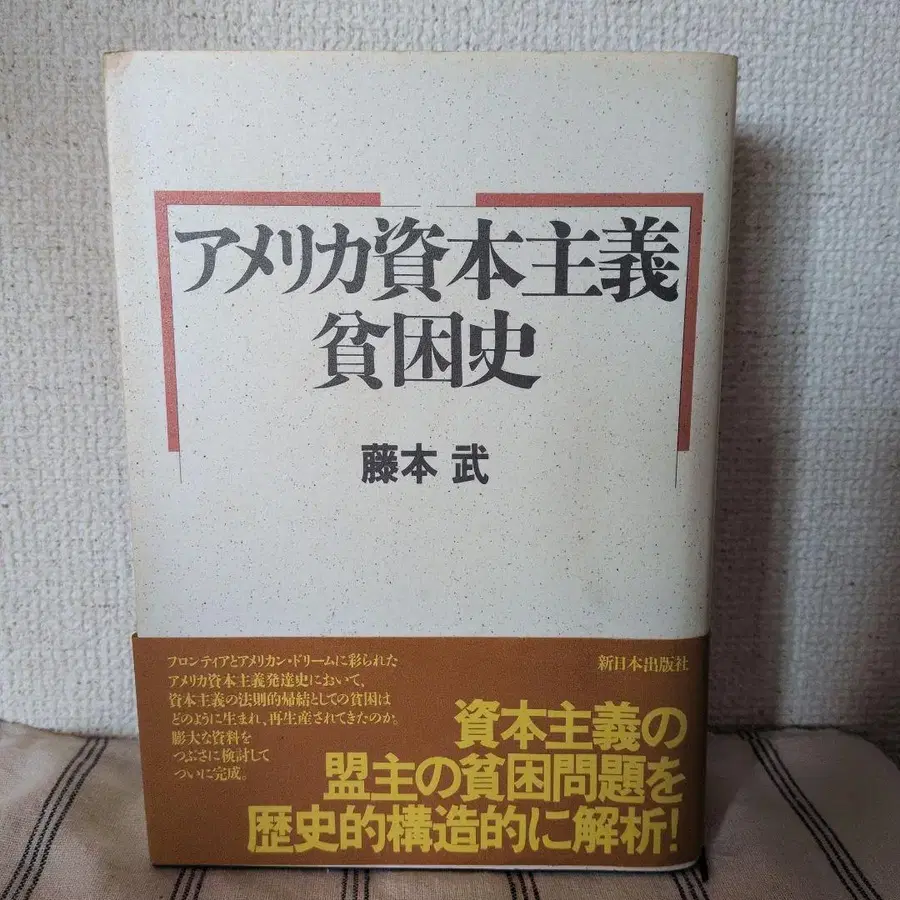 アメリカ資本主義
貧困史
藤本 武
フロンティアとアメリカン・ドリームに彩られた
アメリカ資本主義発達史において、
資本主義の法則的帰結としての貧困は
どのように生まれ、再生産されてきたのか。
膨大な資料を
つぶさに検討して
ついに完成。
新日本出版社
資本主義の
盟主の貧困問題を
歴史的構造的に解析!